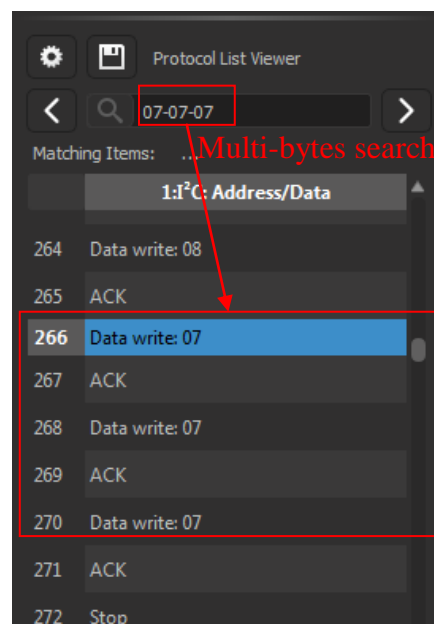 Protocol List Viewer
07-07-07
Matching Items: ... Multi-bytes search
1:I²C: Address/Data
264 Data write: 08
265 ACK
266 Data write: 07
267 ACK
268 Data write: 07
269 ACK
270 Data write: 07
271 ACK
272 Stop